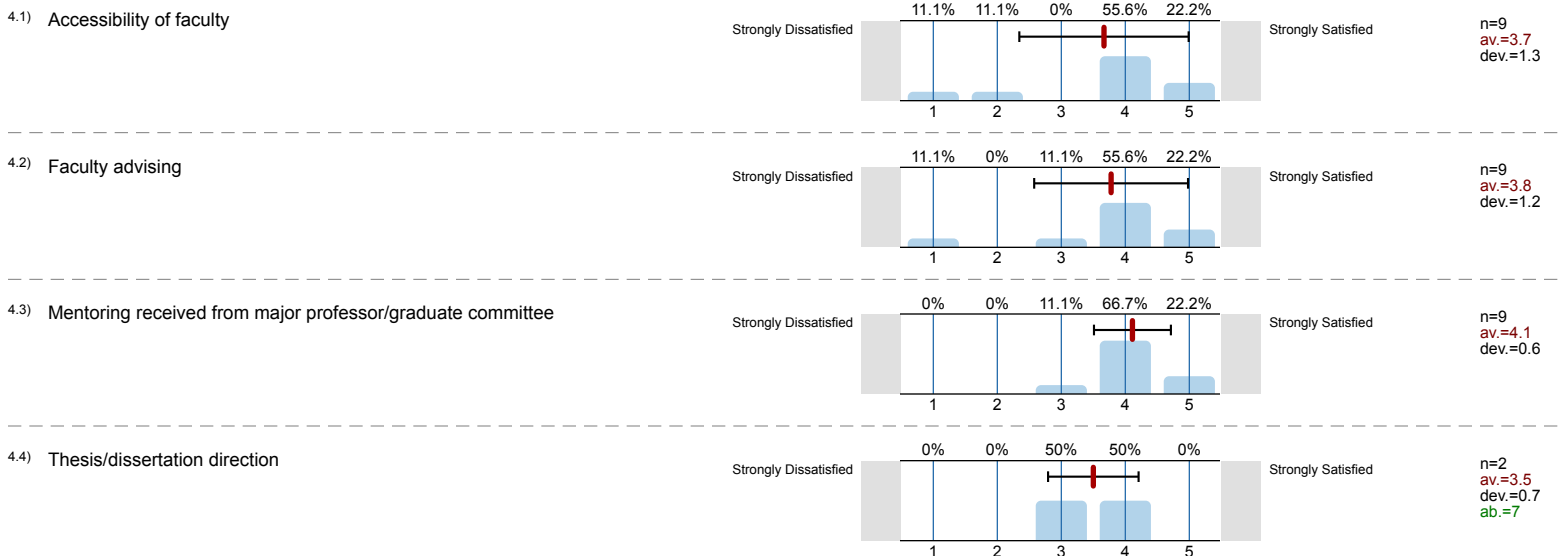 4.1) Accessibility of faculty
11.1% 11.1% 0% 55.6% 22.2%
Strongly Dissatisfied Strongly Satisfied
n=9
av.=3.7
dev.=1.3
1 2 3 4 5
4.2) Faculty advising
11.1% 0% 11.1% 55.6% 22.2%
Strongly Dissatisfied Strongly Satisfied
n=9
av.=3.8
dev.=1.2
1 2 3 4 5
4.3) Mentoring received from major professor/graduate committee
0% 0% 11.1% 66.7% 22.2%
Strongly Dissatisfied Strongly Satisfied
n=9
av.=4.1
dev.=0.6
1 2 3 4 5
4.4) Thesis/dissertation direction
0% 0% 50% 50% 0%
Strongly Dissatisfied Strongly Satisfied
n=2
av.=3.5
dev.=0.7
ab.=7
1 2 3 4 5